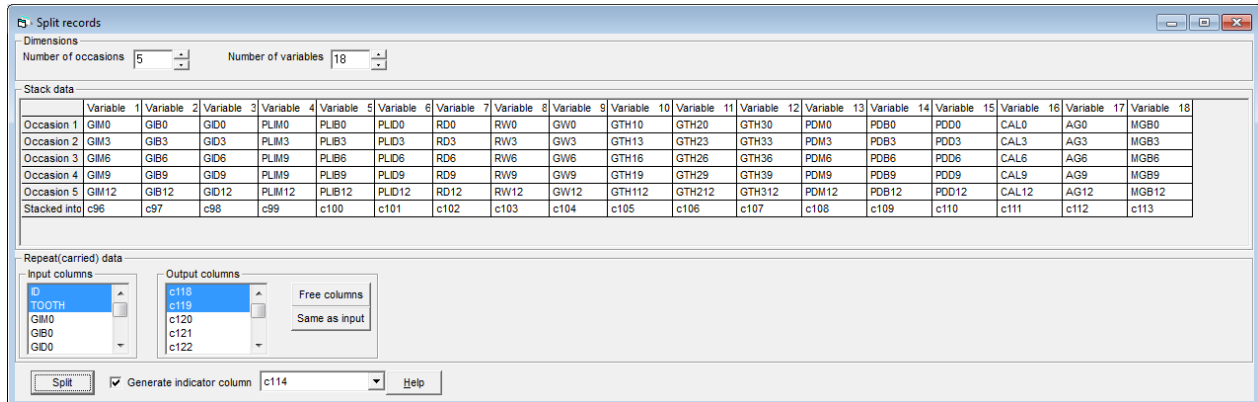 Split records
Dimensions
Number of occasions 5 Number of variables 18
Stack data
Variable 1 Variable 2 Variable 3 Variable 4 Variable 5 Variable 6 Variable 7 Variable 8 Variable 9 Variable 10 Variable 11 Variable 12 Variable 13 Variable 14 Variable 15 Variable 16 Variable 17 Variable 18
Occasion 1 GIM0 GIB0 GID0 PLIM0 PLIB0 PLID0 RD0 RW0 GW0 GTH10 GTH20 GTH30 PDM0 PDB0 PDD0 CAL0 AG0 MGB0
Occasion 2 GIM3 GIB3 GID3 PLIM3 PLIB3 PLID3 RD3 RW3 GW3 GTH13 GTH23 GTH33 PDM3 PDB3 PDD3 CAL3 AG3 MGB3
Occasion 3 GIM6 GIB6 GID6 PLIM9 PLIB6 PLID6 RD6 RW6 GW6 GTH16 GTH26 GTH36 PDM6 PDB6 PDD6 CAL6 AG6 MGB6
Occasion 4 GIM9 GIB9 GID9 PLIM9 PLIB9 PLID9 RD9 RW9 GW9 GTH19 GTH29 GTH39 PDM9 PDB9 PDD9 CAL9 AG9 MGB9
Occasion 5 GIM12 GIB12 GID12 PLIM12 PLIB12 PLID12 RD12 RW12 GW12 GTH112 GTH212 GTH312 PDM12 PDB12 PDD12 CAL12 AG12 MGB12
Stacked into c96 c97 c98 c99 c100 c101 c102 c103 c104 c105 c106 c107 c108 c109 c110 c111 c112 c113
Repeat(carried) data
Input columns
ID
TOOTH
GIM0
GIB0
GID0
Output columns
c118
c119
c120
c121
c122
Free columns
Same as input
Split Generate indicator column c114 Help